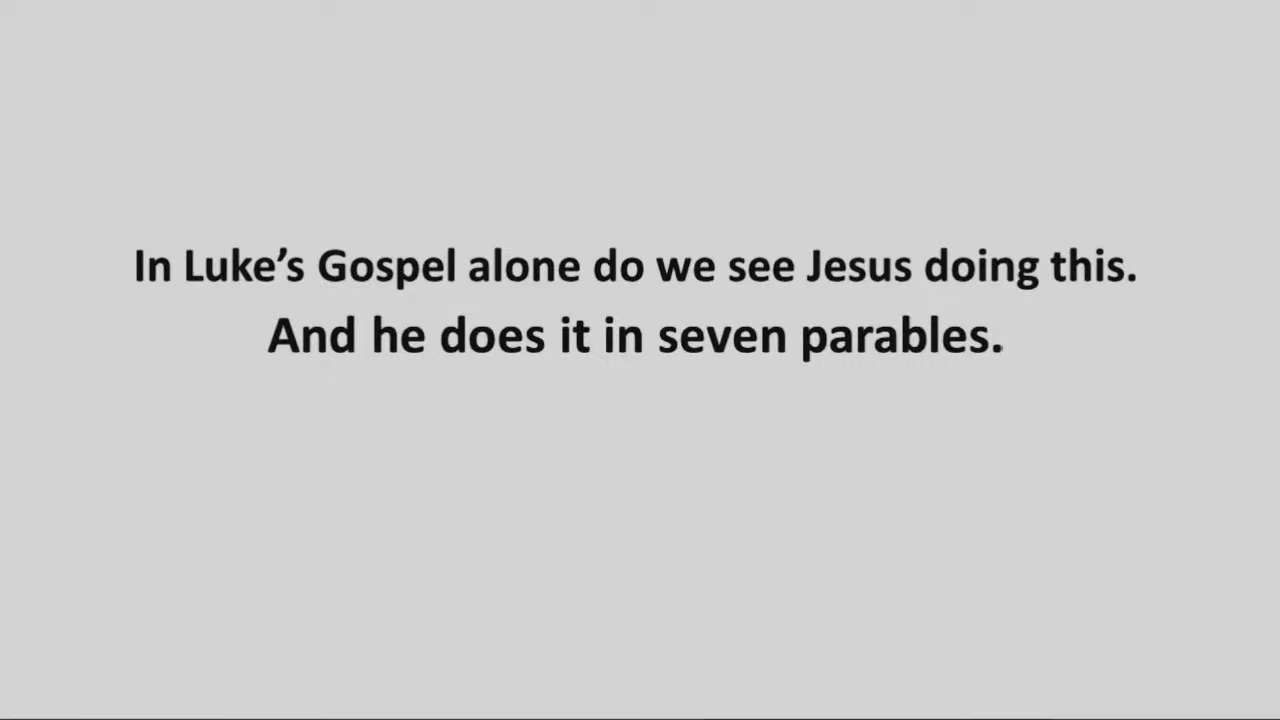 In Luke’s Gospel alone do we see Jesus doing this.
And he does it in seven parables.